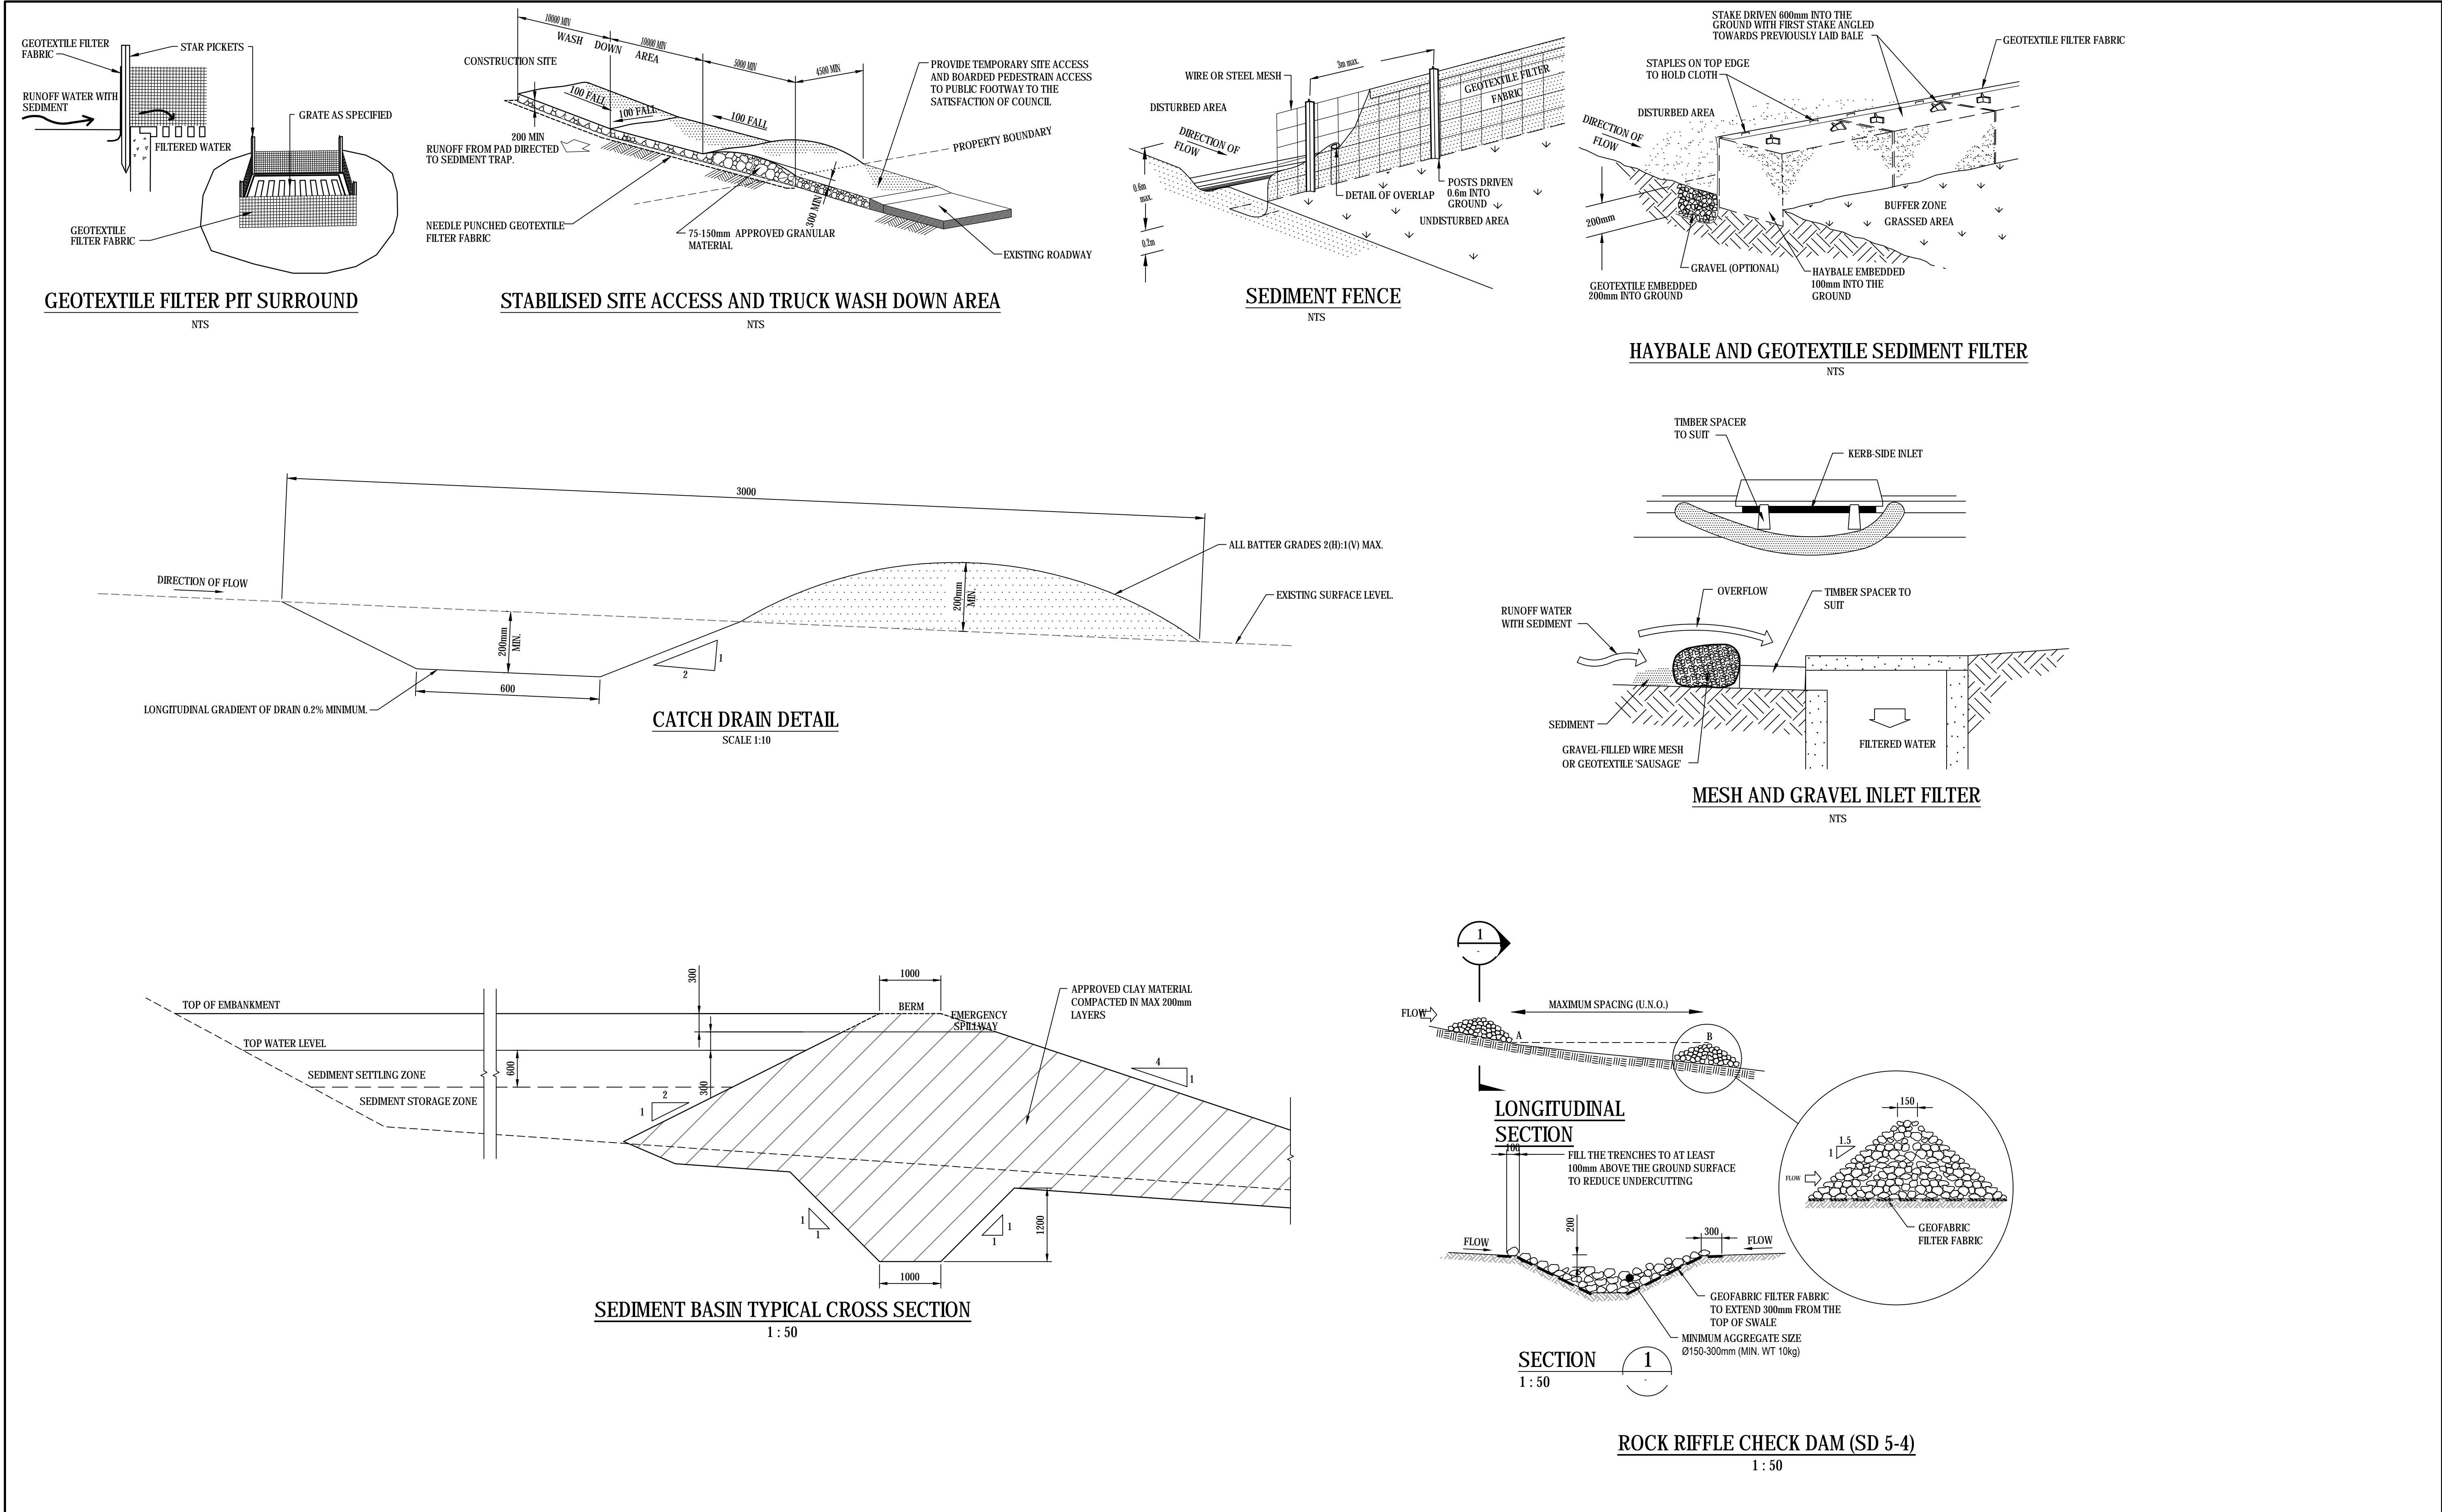 GEOTEXTILE FILTER
FABRIC
STAR PICKETS
RUNOFF WATER WITH
SEDIMENT
GRATE AS SPECIFIED
FILTERED WATER
GEOTEXTILE
FILTER FABRIC
GEOTEXTILE FILTER PIT SURROUND
NTS
10000 MIN
WASH DOWN AREA
10000 MIN
5000 MIN
4500 MIN
CONSTRUCTION SITE
100 FALL
100 FALL
100 FALL
200 MIN
RUNOFF FROM PAD DIRECTED
TO SEDIMENT TRAP.
PROVIDE TEMPORARY SITE ACCESS
AND BOARDED PEDESTRAIN ACCESS
TO PUBLIC FOOTWAY TO THE
SATISFACTION OF COUNCIL
PROPERTY BOUNDARY
300 MIN
NEEDLE PUNCHED GEOTEXTILE
FILTER FABRIC
75-150mm APPROVED GRANULAR
MATERIAL
EXISTING ROADWAY
STABILISED SITE ACCESS AND TRUCK WASH DOWN AREA
NTS
3m max.
WIRE OR STEEL MESH
GEOTEXTILE FILTER
FABRIC
DISTURBED AREA
DIRECTION OF
FLOW
0.6m
max.
0.2m
DETAIL OF OVERLAP
POSTS DRIVEN
0.6m INTO
GROUND
UNDISTURBED AREA
SEDIMENT FENCE
NTS
STAKE DRIVEN 600mm INTO THE
GROUND WITH FIRST STAKE ANGLED
TOWARDS PREVIOUSLY LAID BALE
GEOTEXTILE FILTER FABRIC
STAPLES ON TOP EDGE
TO HOLD CLOTH
DISTURBED AREA
DIRECTION OF
FLOW
200mm
BUFFER ZONE
GRASSED AREA
GRAVEL (OPTIONAL)
GEOTEXTILE EMBEDDED
200mm INTO GROUND
HAYBALE EMBEDDED
100mm INTO THE
GROUND
HAYBALE AND GEOTEXTILE SEDIMENT FILTER
NTS
3000
DIRECTION OF FLOW
ALL BATTER GRADES 2(H):1(V) MAX.
200mm
MIN.
EXISTING SURFACE LEVEL.
200mm
MIN.
1
2
600
LONGITUDINAL GRADIENT OF DRAIN 0.2% MINIMUM.
CATCH DRAIN DETAIL
SCALE 1:10
TIMBER SPACER
TO SUIT
KERB-SIDE INLET
OVERFLOW
TIMBER SPACER TO
SUIT
RUNOFF WATER
WITH SEDIMENT
SEDIMENT
GRAVEL-FILLED WIRE MESH
OR GEOTEXTILE 'SAUSAGE'
FILTERED WATER
MESH AND GRAVEL INLET FILTER
NTS
300
1000
TOP OF EMBANKMENT
BERM
EMERGENCY
SPILLWAY
APPROVED CLAY MATERIAL
COMPACTED IN MAX 200mm
LAYERS
TOP WATER LEVEL
SEDIMENT SETTLING ZONE
600
300
4
1
SEDIMENT STORAGE ZONE
2
1
1
1
1
1
1200
1000
SEDIMENT BASIN TYPICAL CROSS SECTION
1 : 50
1
-
MAXIMUM SPACING (U.N.O.)
FLOW
A
B
LONGITUDINAL
SECTION
150
1.5
1
FLOW
GEOFABRIC
FILTER FABRIC
100
FILL THE TRENCHES TO AT LEAST
100mm ABOVE THE GROUND SURFACE
TO REDUCE UNDERCUTTING
200
300
FLOW
FLOW
GEOFABRIC FILTER FABRIC
TO EXTEND 300mm FROM THE
TOP OF SWALE
MINIMUM AGGREGATE SIZE
Ø150-300mm (MIN. WT 10kg)
SECTION
1
-
1 : 50
ROCK RIFFLE CHECK DAM (SD 5-4)
1 : 50